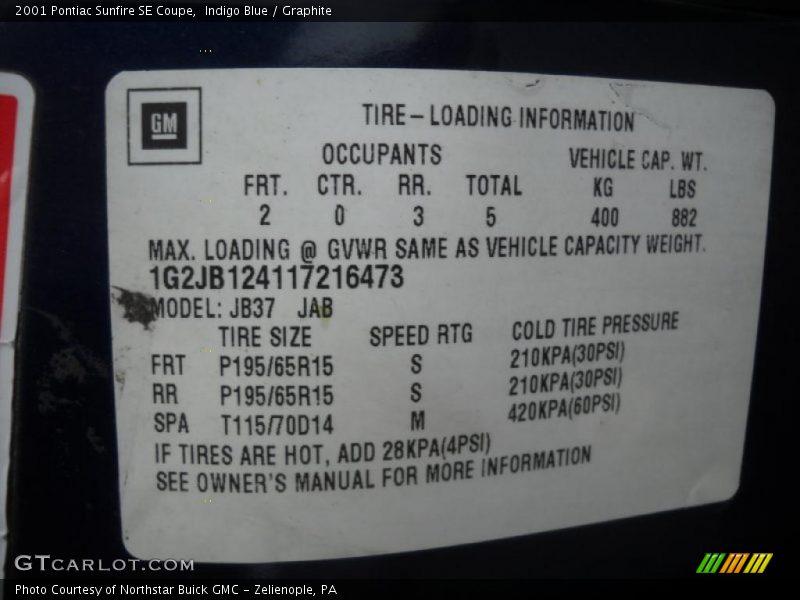 2001 Pontiac Sunfire SE Coupe,  Indigo Blue / Graphite
GM
TIRE-LOADING INFORMATION
OCCUPANTS VEHICLE CAP. WT.
FRT. CTR. RR. TOTAL KG LBS
2 0 3 5 400 882
MAX. LOADING @ GVWR SAME AS VEHICLE CAPACITY WEIGHT.
1G2JB124117216473
MODEL: JB37 JAB
TIRE SIZE SPEED RTG COLD TIRE PRESSURE
FRT P195/65R15 S 210KPA(30PSI)
RR P195/65R15 S 210KPA(30PSI)
SPA T115/70D14 M 420KPA(60PSI)
IF TIRES ARE HOT, ADD 28KPA(4PSI)
SEE OWNER'S MANUAL FOR MORE INFORMATION
GTcarlot.com
Photo Courtesy of Northstar Buick GMC - Zelienople, PA